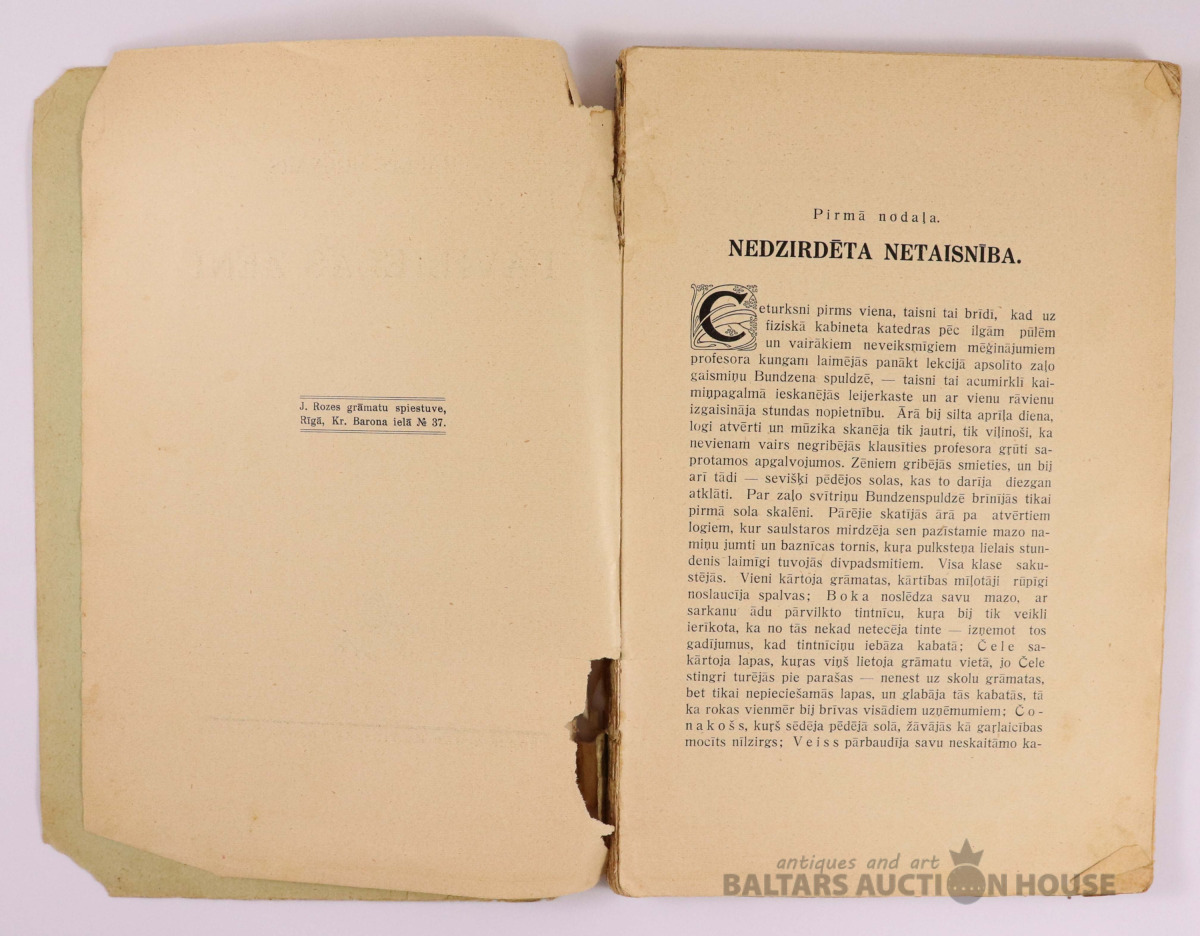 J. Rozes grāmatu spiestuve,
Rīgā, Kr. Barona ielā № 37.
Pirmā nodaļa.
NEDZIRDĒTA NETAISNĪBA.
Ceturksni pirms viena, taisni tai brīdī, kad uz
fiziskā kabineta katedras pēc ilgām pūlēm
un vairākiem neveiksmīgiem mēģinājumiem
profesora kungam laimējās panākt lekcijā apsolīto zaļo
gaismiņu Bundzena spuldzē, — taisni tai acumirklī kai-
miņpagalmā ieskanējās leijerkaste un ar vienu rāvienu
izgaisināja stundas nopietnību. Ārā bij silta apriļa diena,
logi atvērti un mūzika skanēja tik jautri, tik viļinoši, ka
nevienam vairs negribējās klausīties profesora grūti sa-
protamos apgalvojumos. Zēniem gribējās smieties, un bij
arī tādi — sevišķi pēdējos solas, kas to darīja diezgan
atklāti. Par zaļo svītriņu Bundzenspuldzē brīnījās tikai
pirmā sola skalēni. Pārējie skatījās ārā pa atvērtiem
logiem, kur saulstaros mirdzēja sen pazīstamie mazo na-
miņu jumti un baznīcas tornis, kuŗa pulksteņa lielais stun-
denis laimīgi tuvojās divpadsmitiem. Visa klase saku-
stējās. Vieni kārtoja grāmatas, kārtības mīļotāji rūpīgi
noslaucīja spalvas; Boka noslēdza savu mazo, ar
sarkanu ādu pārvilkto tintnīcu, kuŗa bij tik veikli
ierīkota, ka no tās nekad netecēja tinte — izņemot tos
gadījumus, kad tintnīciņu iebāza kabatā; Čele sa-
kārtoja lapas, kuŗas viņš lietoja grāmatu vietā, jo Čele
stingri turējās pie parašas — nenest uz skolu grāmatas,
bet tikai nepieciešamās lapas, un glabāja tās kabatās, tā
ka rokas vienmēr bij brīvas visādiem uzņēmumiem; Čo-
nakošs, kuŗš sēdēja pēdējā solā, žāvājās kā gaŗlaicības
mocīts nīlzirgs; Veiss pārbaudīja savu neskaitāmo ka-
antiques and art
BALTARS AUCTION HOUSE